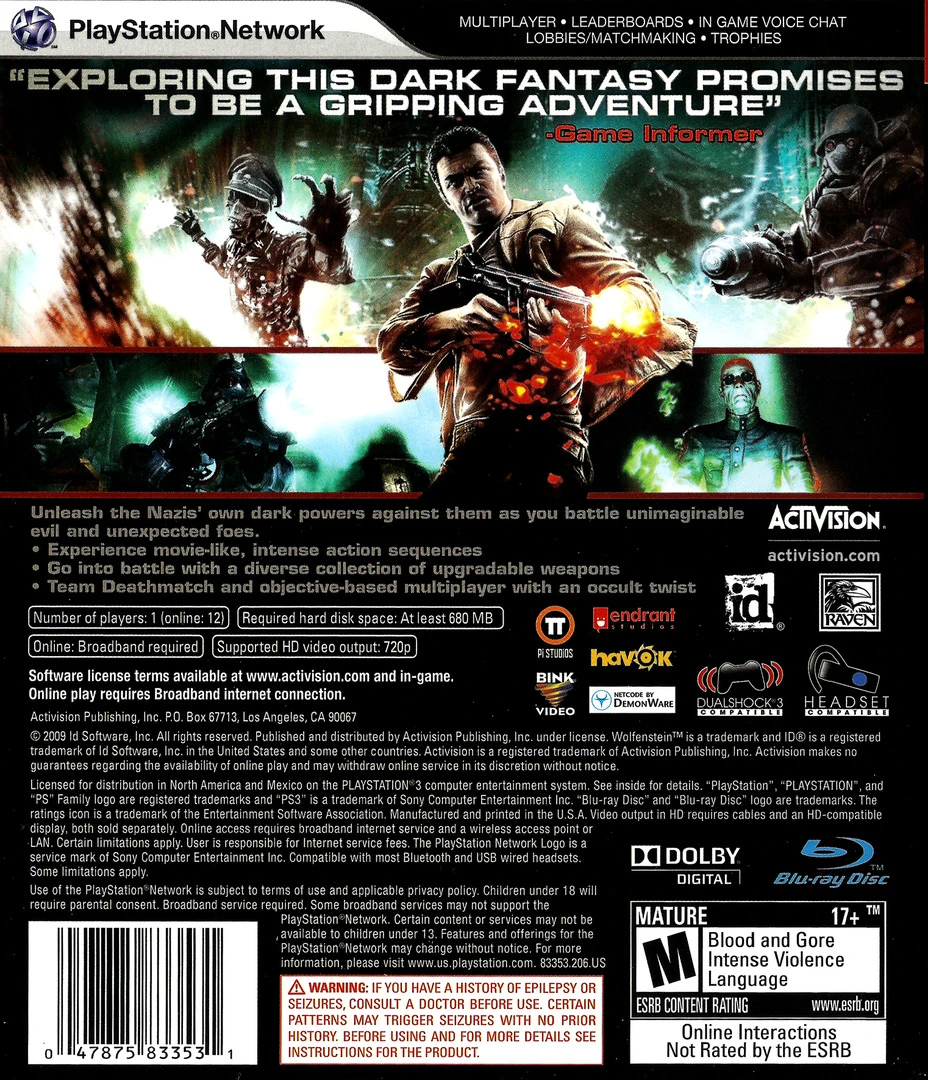 PlayStation®Network
MULTIPLAYER • LEADERBOARDS • IN GAME VOICE CHAT
LOBBIES/MATCHMAKING • TROPHIES
"EXPLORING THIS DARK FANTASY PROMISES
TO BE A GRIPPING ADVENTURE"
-Game Informer
Unleash the Nazis' own dark powers against them as you battle unimaginable
evil and unexpected foes.
• Experience movie-like, intense action sequences
• Go into battle with a diverse collection of upgradable weapons
• Team Deathmatch and objective-based multiplayer with an occult twist
ACTIVISION®
activision.com
Number of players: 1 (online: 12)
Required hard disk space: At least 680 MB
Online: Broadband required
Supported HD video output: 720p
Pi STUDIOS
endrant
studios
id®
RAVEN
havok
BINK
VIDEO
NETCODE BY
DEMONWARE
DUALSHOCK®3
COMPATIBLE
HEADSET
COMPATIBLE
Software license terms available at www.activision.com and in-game.
Online play requires Broadband internet connection.
Activision Publishing, Inc. P.O. Box 67713, Los Angeles, CA 90067
© 2009 Id Software, Inc. All rights reserved. Published and distributed by Activision Publishing, Inc. under license. Wolfenstein™ is a trademark and ID® is a registered
trademark of Id Software, Inc. in the United States and some other countries. Activision is a registered trademark of Activision Publishing, Inc. Activision makes no
guarantees regarding the availability of online play and may withdraw online service in its discretion without notice.
Licensed for distribution in North America and Mexico on the PLAYSTATION®3 computer entertainment system. See inside for details. "PlayStation", "PLAYSTATION", and
"PS" Family logo are registered trademarks and "PS3" is a trademark of Sony Computer Entertainment Inc. "Blu-ray Disc" and "Blu-ray Disc" logo are trademarks. The
ratings icon is a trademark of the Entertainment Software Association. Manufactured and printed in the U.S.A. Video output in HD requires cables and an HD-compatible
display, both sold separately. Online access requires broadband internet service and a wireless access point or
LAN. Certain limitations apply. User is responsible for Internet service fees. The PlayStation Network Logo is a
service mark of Sony Computer Entertainment Inc. Compatible with most Bluetooth and USB wired headsets.
Some limitations apply.
Use of the PlayStation®Network is subject to terms of use and applicable privacy policy. Children under 18 will
require parental consent. Broadband service required. Some broadband services may not support the
PlayStation®Network. Certain content or services may not be
available to children under 13. Features and offerings for the
PlayStation®Network may change without notice. For more
information, please visit www.us.playstation.com. 83353.206.US
DOLBY®
DIGITAL
Blu-ray Disc™
WARNING: IF YOU HAVE A HISTORY OF EPILEPSY OR
SEIZURES, CONSULT A DOCTOR BEFORE USE. CERTAIN
PATTERNS MAY TRIGGER SEIZURES WITH NO PRIOR
HISTORY. BEFORE USING AND FOR MORE DETAILS SEE
INSTRUCTIONS FOR THE PRODUCT.
0 47875 83353 1
MATURE 17+ ™
M
Blood and Gore
Intense Violence
Language
ESRB CONTENT RATING www.esrb.org
Online Interactions
Not Rated by the ESRB